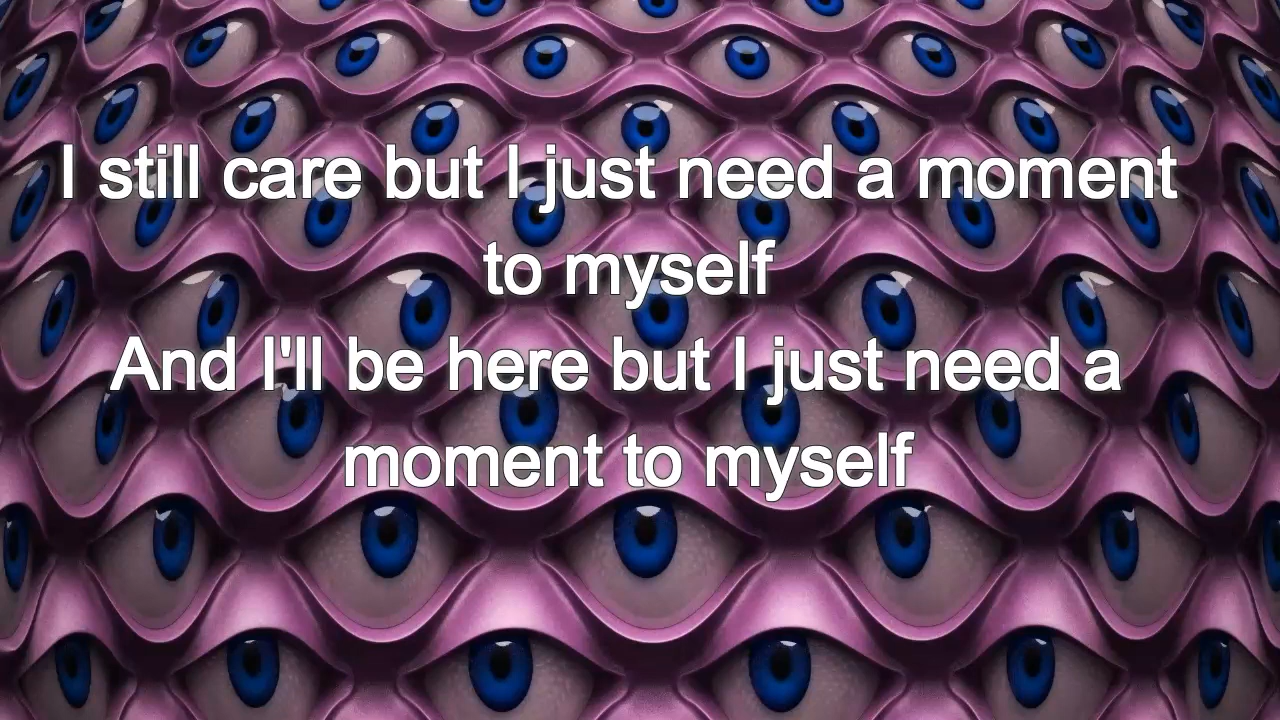 I still care but I just need a moment
to myself
And I'll be here but I just need a
moment to myself